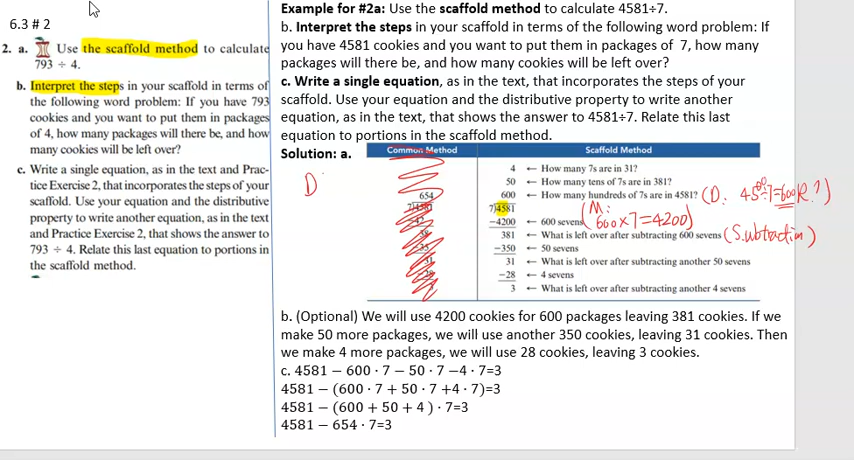 6.3 # 2
2. a. Use the scaffold method to calculate
793 ÷ 4.
b. Interpret the steps in your scaffold in terms of
the following word problem: If you have 793
cookies and you want to put them in packages
of 4, how many packages will there be, and how
many cookies will be left over?
c. Write a single equation, as in the text and Prac-
tice Exercise 2, that incorporates the steps of your
scaffold. Use your equation and the distributive
property to write another equation, as in the text
and Practice Exercise 2, that shows the answer to
793 ÷ 4. Relate this last equation to portions in
the scaffold method.
Example for #2a: Use the scaffold method to calculate 4581÷7.
b. Interpret the steps in your scaffold in terms of the following word problem: If
you have 4581 cookies and you want to put them in packages of 7, how many
packages will there be, and how many cookies will be left over?
c. Write a single equation, as in the text, that incorporates the steps of your
scaffold. Use your equation and the distributive property to write another
equation, as in the text, that shows the answer to 4581÷7. Relate this last
equation to portions in the scaffold method.
Solution: a.
Common Method
D
654
Scaffold Method
4 ← How many 7s are in 31?
50 ← How many tens of 7s are in 381?
600 ← How many hundreds of 7s are in 4581? (D:
7)4581 (M:
−4200 ← 600 sevens 600×7=4200)
381 ← What is left over after subtracting 600 sevens (Subtraction)
−350 ← 50 sevens
31 ← What is left over after subtracting another 50 sevens
−28 ← 4 sevens
3 ← What is left over after subtracting another 4 sevens
b. (Optional) We will use 4200 cookies for 600 packages leaving 381 cookies. If we
make 50 more packages, we will use another 350 cookies, leaving 31 cookies. Then
we make 4 more packages, we will use 28 cookies, leaving 3 cookies.
c. 4581 – 600 · 7 – 50 · 7 –4 · 7=3
4581 – (600 · 7 + 50 · 7 +4 · 7)=3
4581 – (600 + 50 + 4 ) · 7=3
4581 – 654 · 7=3